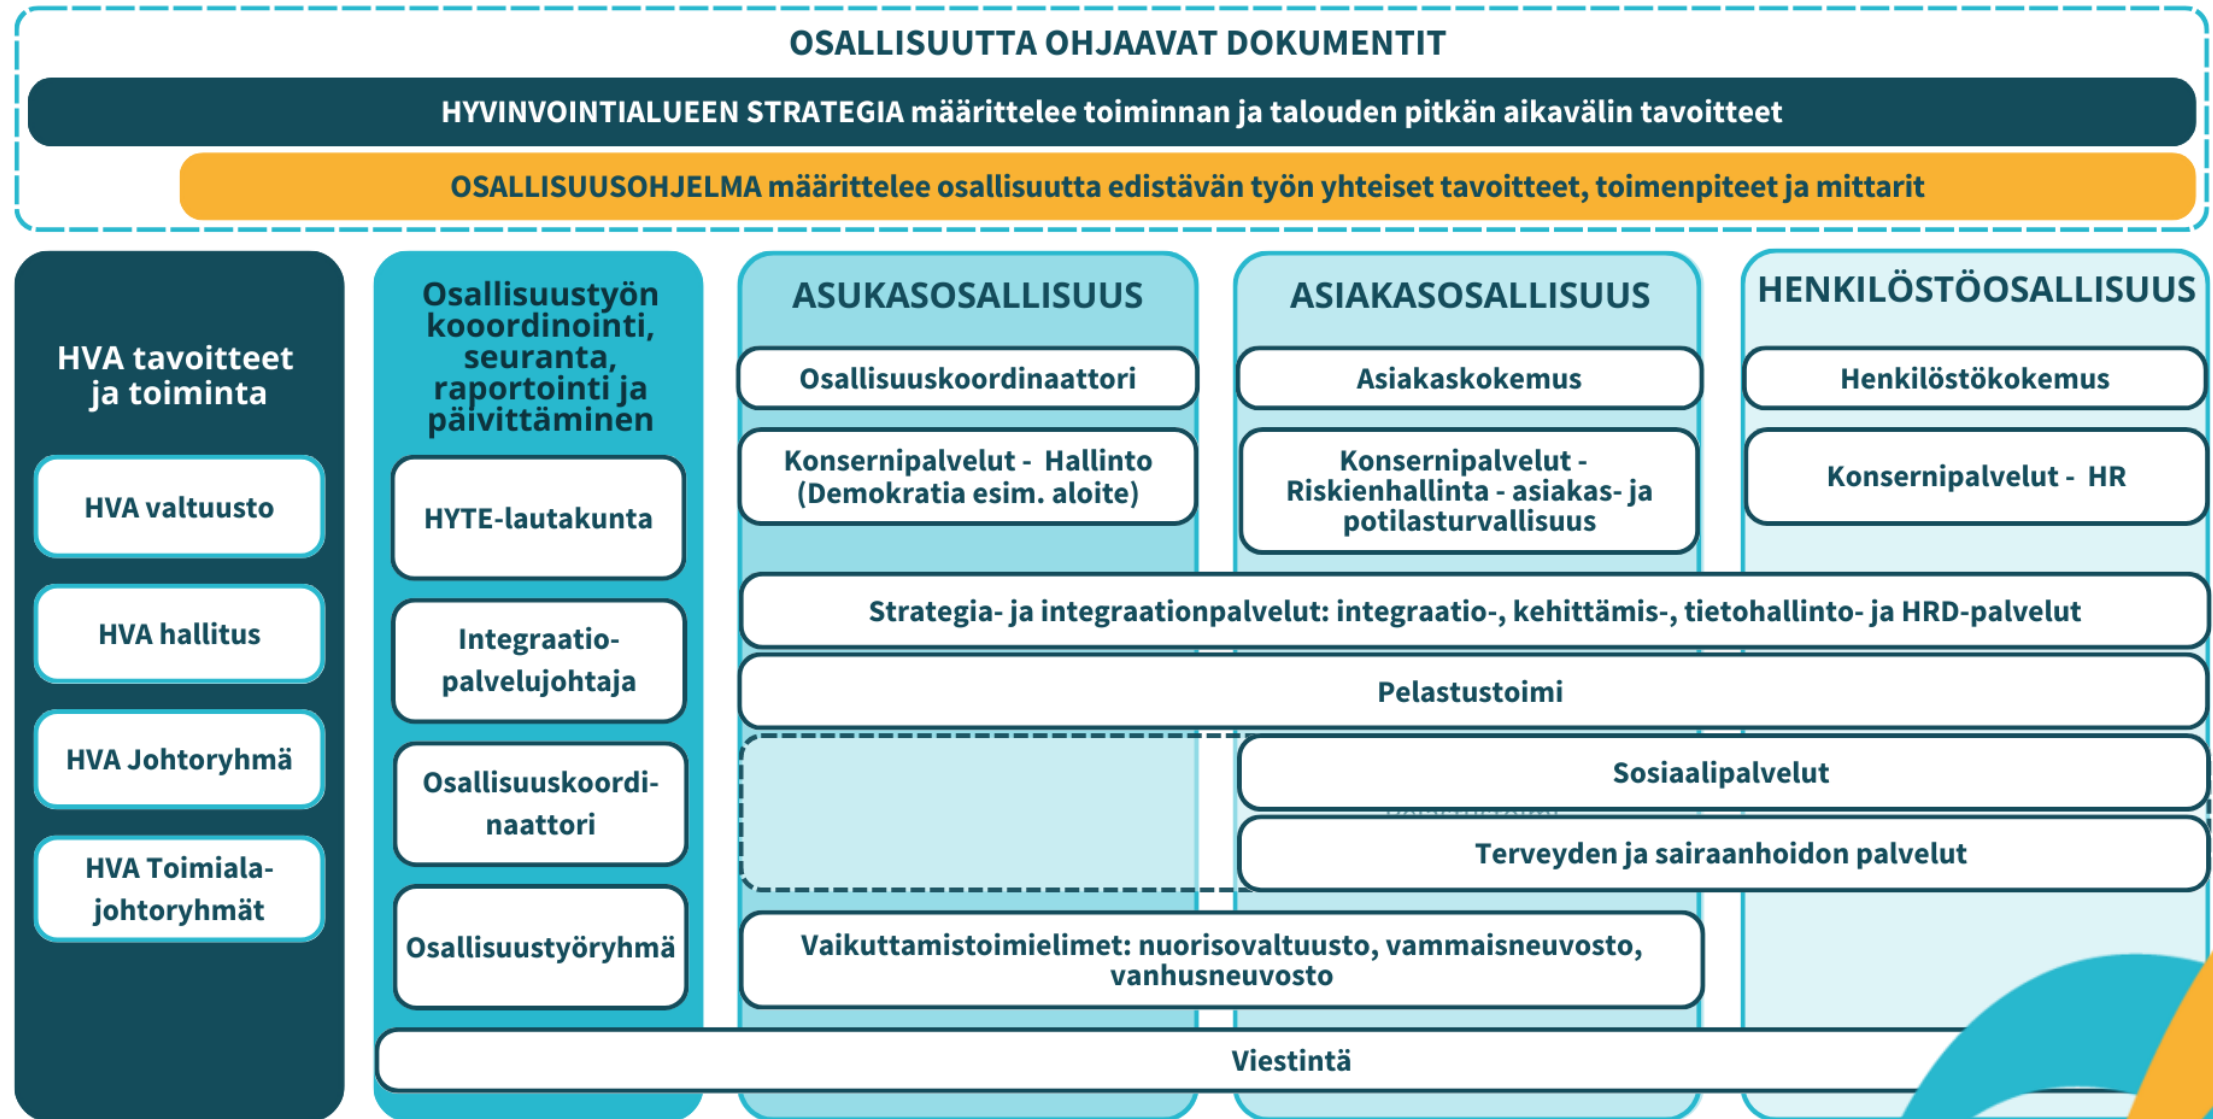 OSALLISUUTTA OHJAAVAT DOKUMENTIT
HYVINVOINTIALUEEN STRATEGIA määrittelee toiminnan ja talouden pitkän aikavälin tavoitteet
OSALLISUUSOHJELMA määrittelee osallisuutta edistävän työn yhteiset tavoitteet, toimenpiteet ja mittarit
HVA tavoitteet
ja toiminta
HVA valtuusto
HVA hallitus
HVA Johtoryhmä
HVA Toimiala-
johtoryhmät
Osallisuustyön
kooordinointi,
seuranta,
raportointi ja
päivittäminen
HYTE-lautakunta
Integraatio-
palvelujohtaja
Osallisuuskoordi-
naattori
Osallisuustyöryhmä
ASUKASOSALLISUUS
Osallisuuskoordinaattori
Konsernipalvelut - Hallinto
(Demokratia esim. aloite)
ASIAKASOSALLISUUS
Asiakaskokemus
Konsernipalvelut -
Riskienhallinta - asiakas- ja
potilasturvallisuus
HENKILÖSTÖOSALLISUUS
Henkilöstökokemus
Konsernipalvelut - HR
Strategia- ja integraationpalvelut: integraatio-, kehittämis-, tietohallinto- ja HRD-palvelut
Pelastustoimi
Sosiaalipalvelut
Terveyden ja sairaanhoidon palvelut
Vaikuttamistoimielimet: nuorisovaltuusto, vammaisneuvosto,
vanhusneuvosto
Viestintä